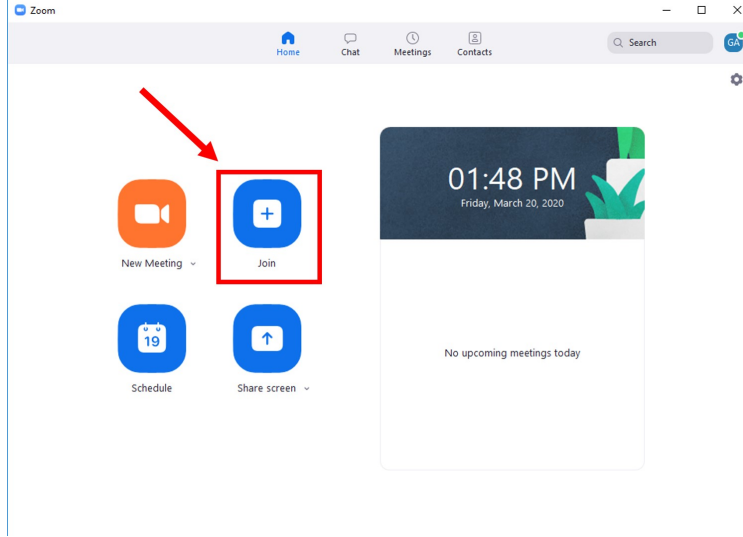 Zoom
Home
Chat
Meetings
Contacts
Search
GA
01:48 PM
Friday, March 20, 2020
New Meeting
Join
19
Schedule
Share screen
No upcoming meetings today